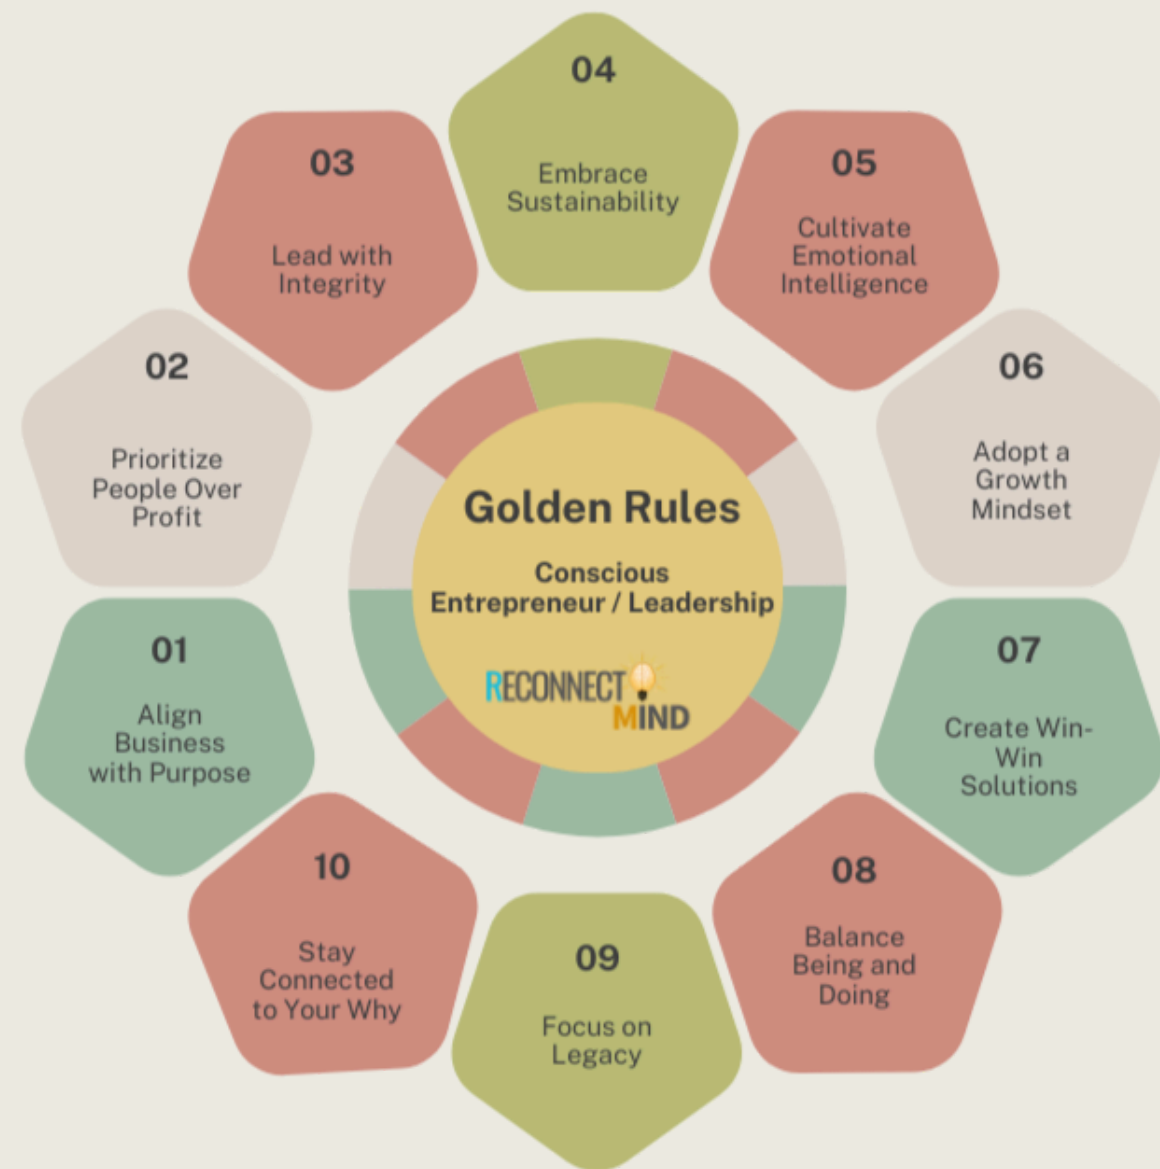 Golden Rules
Conscious
Entrepreneur / Leadership
RECONNECT
MIND
01
Align
Business
with Purpose
02
Prioritize
People Over
Profit
03
Lead with
Integrity
04
Embrace
Sustainability
05
Cultivate
Emotional
Intelligence
06
Adopt a
Growth
Mindset
07
Create Win-
Win
Solutions
08
Balance
Being and
Doing
09
Focus on
Legacy
10
Stay
Connected
to Your Why